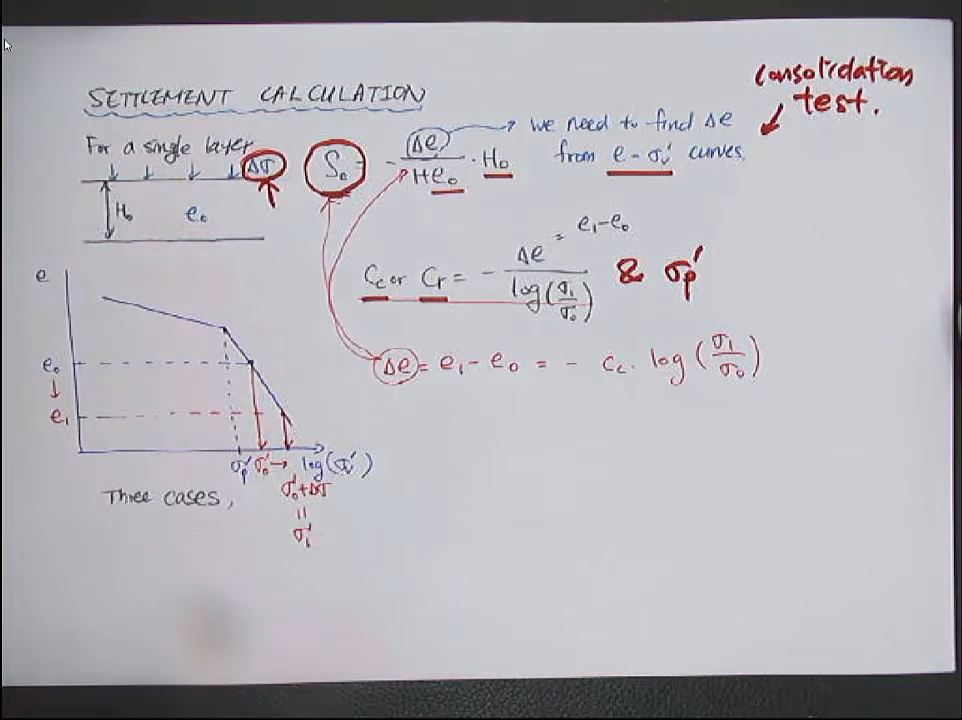 consolidation
test.
SETTLEMENT CALCULATION
For a single layer
Δσ
H₀
e₀
Sₑ = - Δe / 1+e₀ · H₀
we need to find Δe
from e - σᵥ' curves,
Cc or Cr = - Δe / log(σ₁'/σ₀') & σp'
= e₁-e₀
Δe = e₁ - e₀ = - Cc · log(σ₁'/σ₀')
e
e₀
↓
e₁
σp' σ₀' → log(σᵥ')
σ₀'+Δσ
=
σ₁'
Three cases,